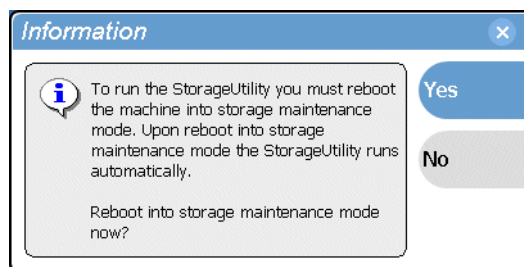 Information
To run the StorageUtility you must reboot
the machine into storage maintenance
mode. Upon reboot into storage
maintenance mode the StorageUtility runs
automatically.
Reboot into storage maintenance mode
now?
Yes
No